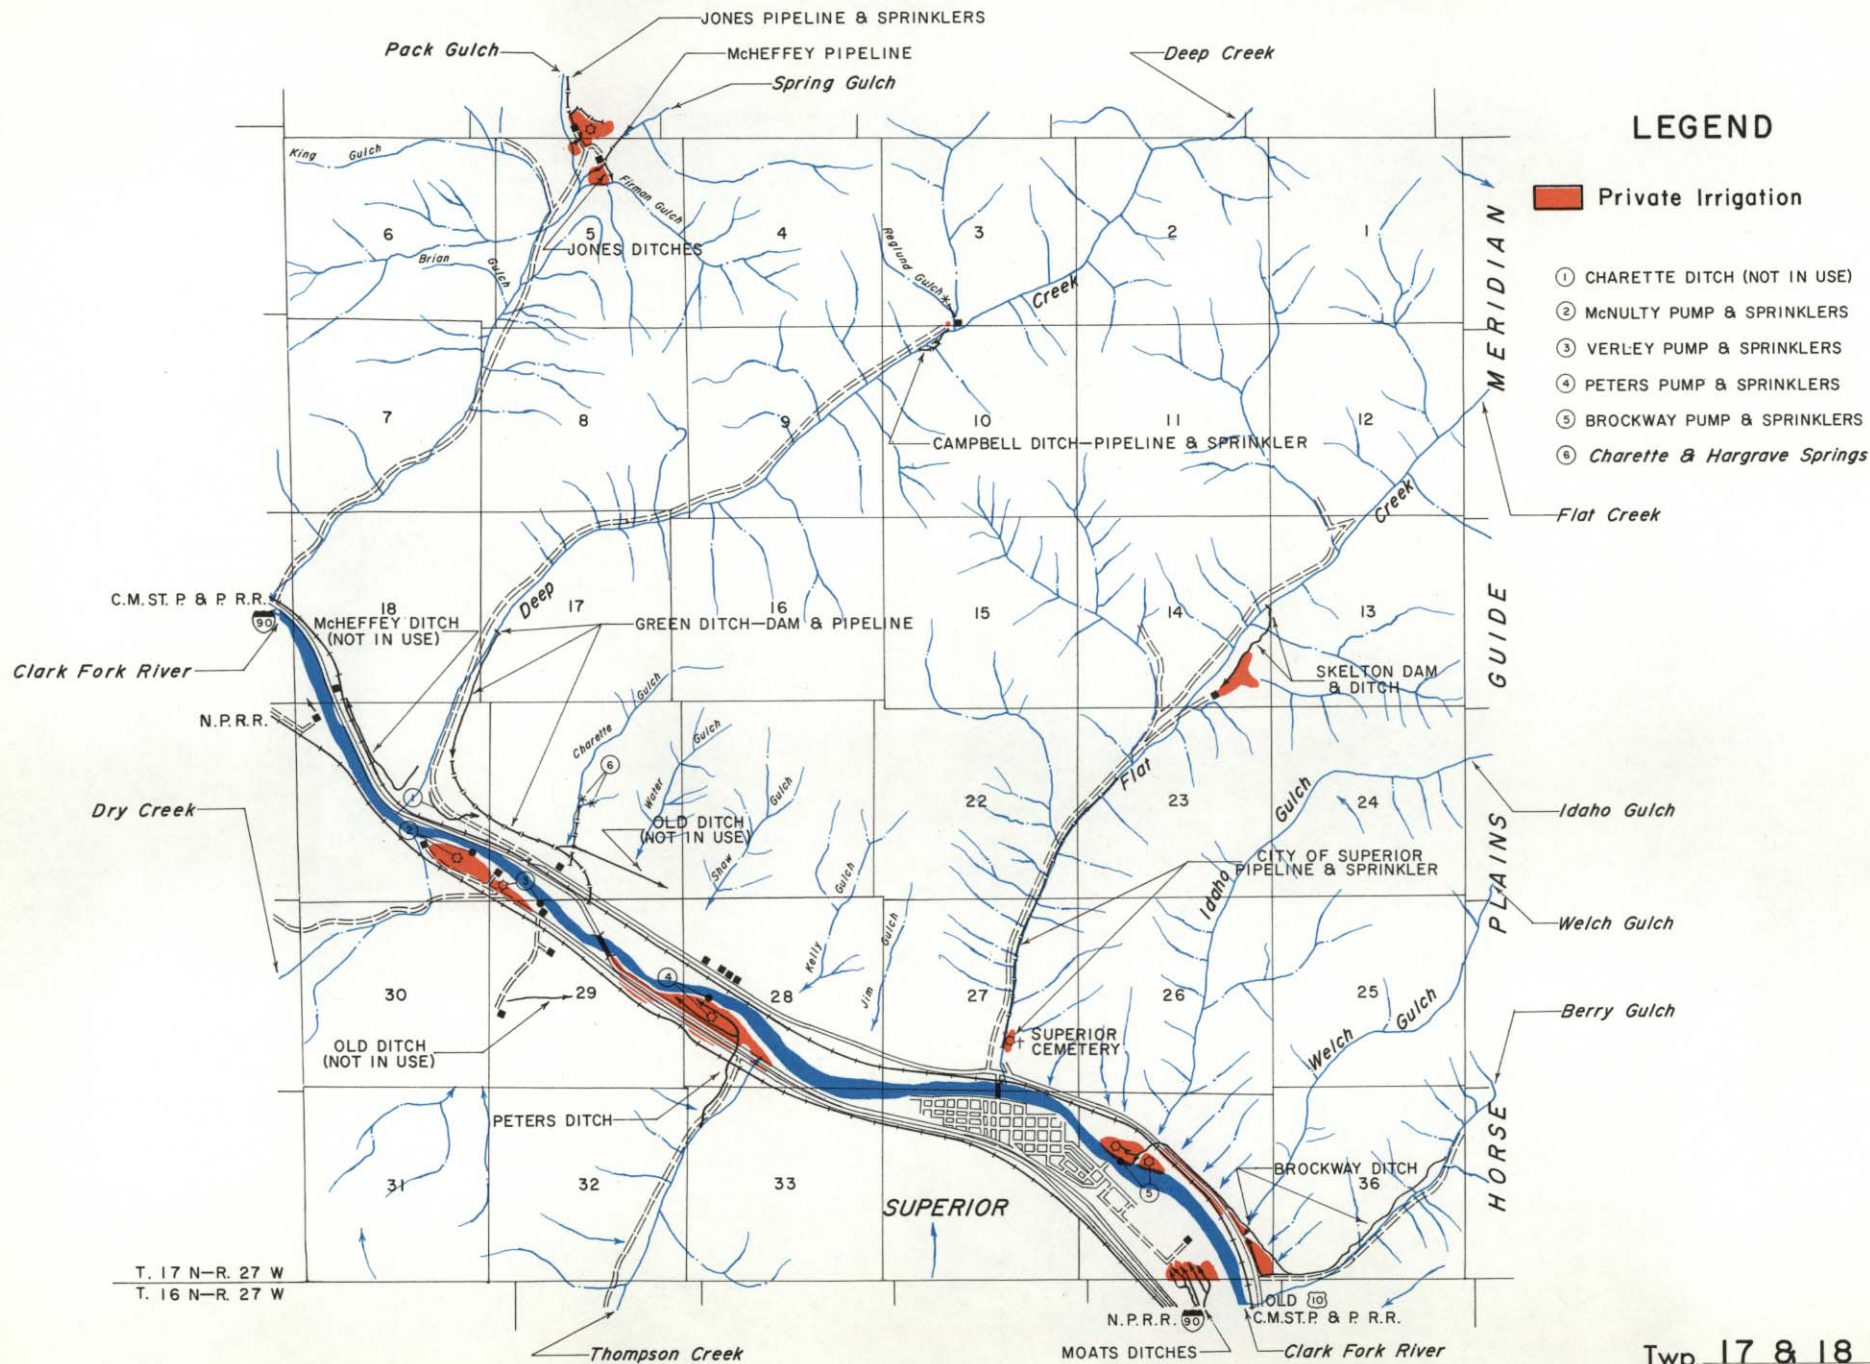 JONES PIPELINE & SPRINKLERS
Pack Gulch
McHEFFEY PIPELINE
Deep Creek
Spring Gulch
LEGEND
Private Irrigation
① CHARETTE DITCH (NOT IN USE)
② McNULTY PUMP & SPRINKLERS
③ VERLEY PUMP & SPRINKLERS
④ PETERS PUMP & SPRINKLERS
⑤ BROCKWAY PUMP & SPRINKLERS
⑥ Charette & Hargrave Springs
King Gulch
Firman Gulch
6
5
4
3
2
1
JONES DITCHES
Brian Gulch
Reglund Gulch
Creek
MERIDIAN
7
8
9
10
11
12
CAMPBELL DITCH—PIPELINE & SPRINKLER
Creek
Flat Creek
C.M.ST.P. & P. R.R.
90
18
Deep
17
16
15
14
13
McHEFFEY DITCH
(NOT IN USE)
GREEN DITCH—DAM & PIPELINE
GUIDE
Clark Fork River
SKELTON DAM
& DITCH
N.P.R.R.
Charette Gulch
Water Gulch
6
Shaw Gulch
Flat
Dry Creek
1
2
3
OLD DITCH
(NOT IN USE)
22
23
Idaho Gulch
24
Idaho Gulch
PLAINS
CITY OF SUPERIOR
PIPELINE & SPRINKLER
Idaho
Kelly Gulch
Jim Gulch
Welch Gulch
30
29
4
28
27
26
25
Welch Gulch
Berry Gulch
OLD DITCH
(NOT IN USE)
SUPERIOR
CEMETERY
PETERS DITCH
HORSE
31
32
33
SUPERIOR
5
BROCKWAY DITCH
36
T. 17 N—R. 27 W
T. 16 N—R. 27 W
Thompson Creek
N.P.R.R.
90
OLD 10
C.M.ST.P. & P. R.R.
MOATS DITCHES
Clark Fork River
Twp. 17 & 18